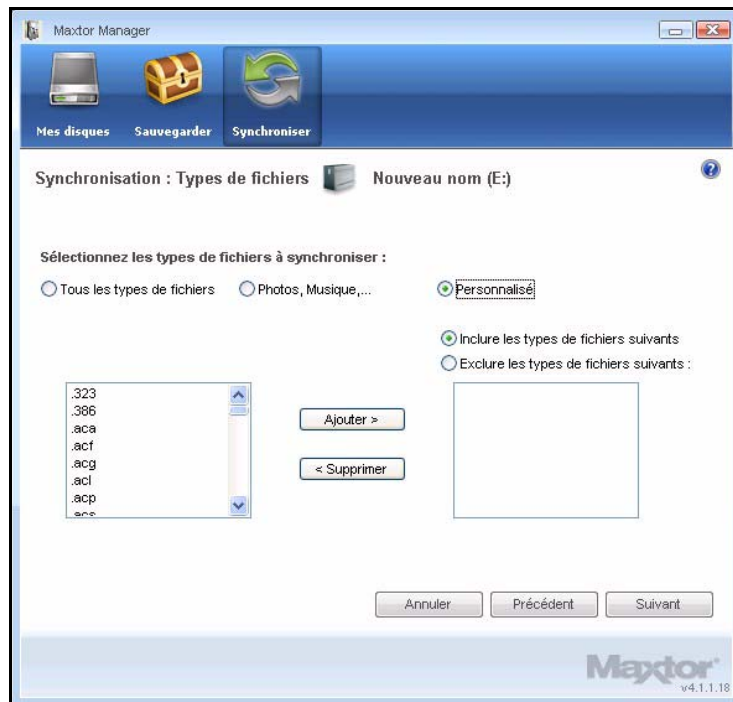 Maxtor Manager
Mes disques Sauvegarder Synchroniser
Synchronisation : Types de fichiers Nouveau nom (E:)
Sélectionnez les types de fichiers à synchroniser :
Tous les types de fichiers Photos, Musique,... Personnalisé
Inclure les types de fichiers suivants
Exclure les types de fichiers suivants :
.323
.386
.aca
.acf
.acg
.acl
.acp
.acs
Ajouter >
< Supprimer
Annuler Précédent Suivant
Maxtor
v4.1.1.18